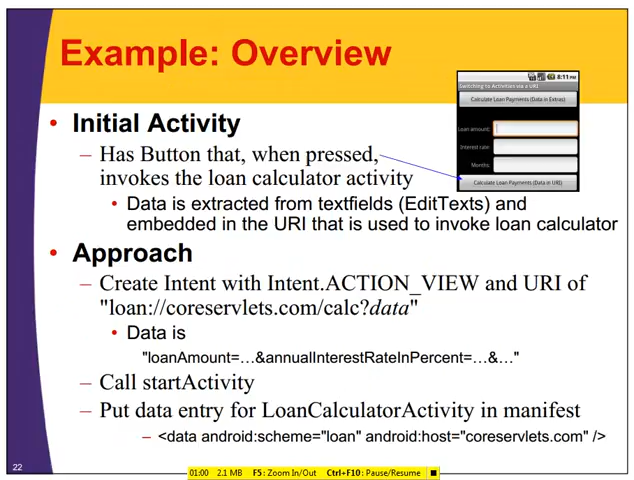 Example: Overview
8:11 PM
Switching to Activities via a URI
Calculate Loan Payments (Data in Extras)
Loan amount:
Interest rate:
Months:
Calculate Loan Payments (Data in URI)
• Initial Activity
– Has Button that, when pressed,
invokes the loan calculator activity
• Data is extracted from textfields (EditTexts) and
embedded in the URI that is used to invoke loan calculator
• Approach
– Create Intent with Intent.ACTION_VIEW and URI of
"loan://coreservlets.com/calc?data"
• Data is
"loanAmount=…&annualInterestRateInPercent=…&…"
– Call startActivity
– Put data entry for LoanCalculatorActivity in manifest
– <data android:scheme="loan" android:host="coreservlets.com" />
22
01:00 2.1 MB F5: Zoom In/Out Ctrl+F10: Pause/Resume